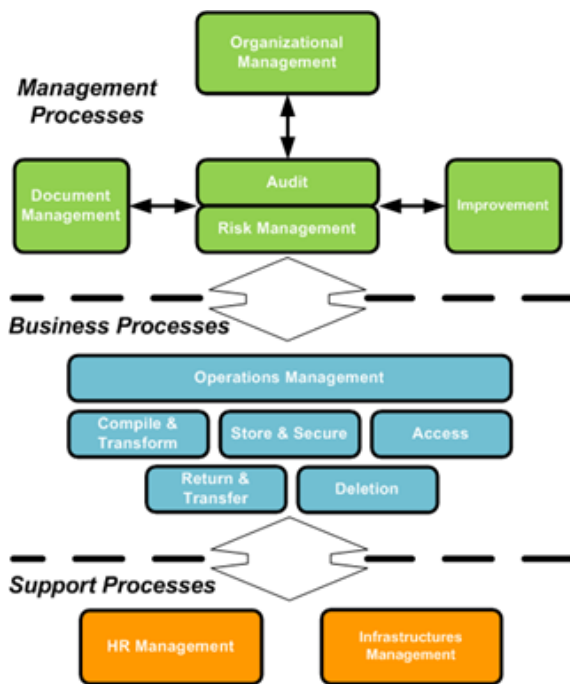 Organizational
Management
Management
Processes
Document
Management
Audit
Risk Management
Improvement
Business Processes
Operations Management
Compile &
Transform
Store & Secure
Access
Return &
Transfer
Deletion
Support Processes
HR Management
Infrastructures
Management